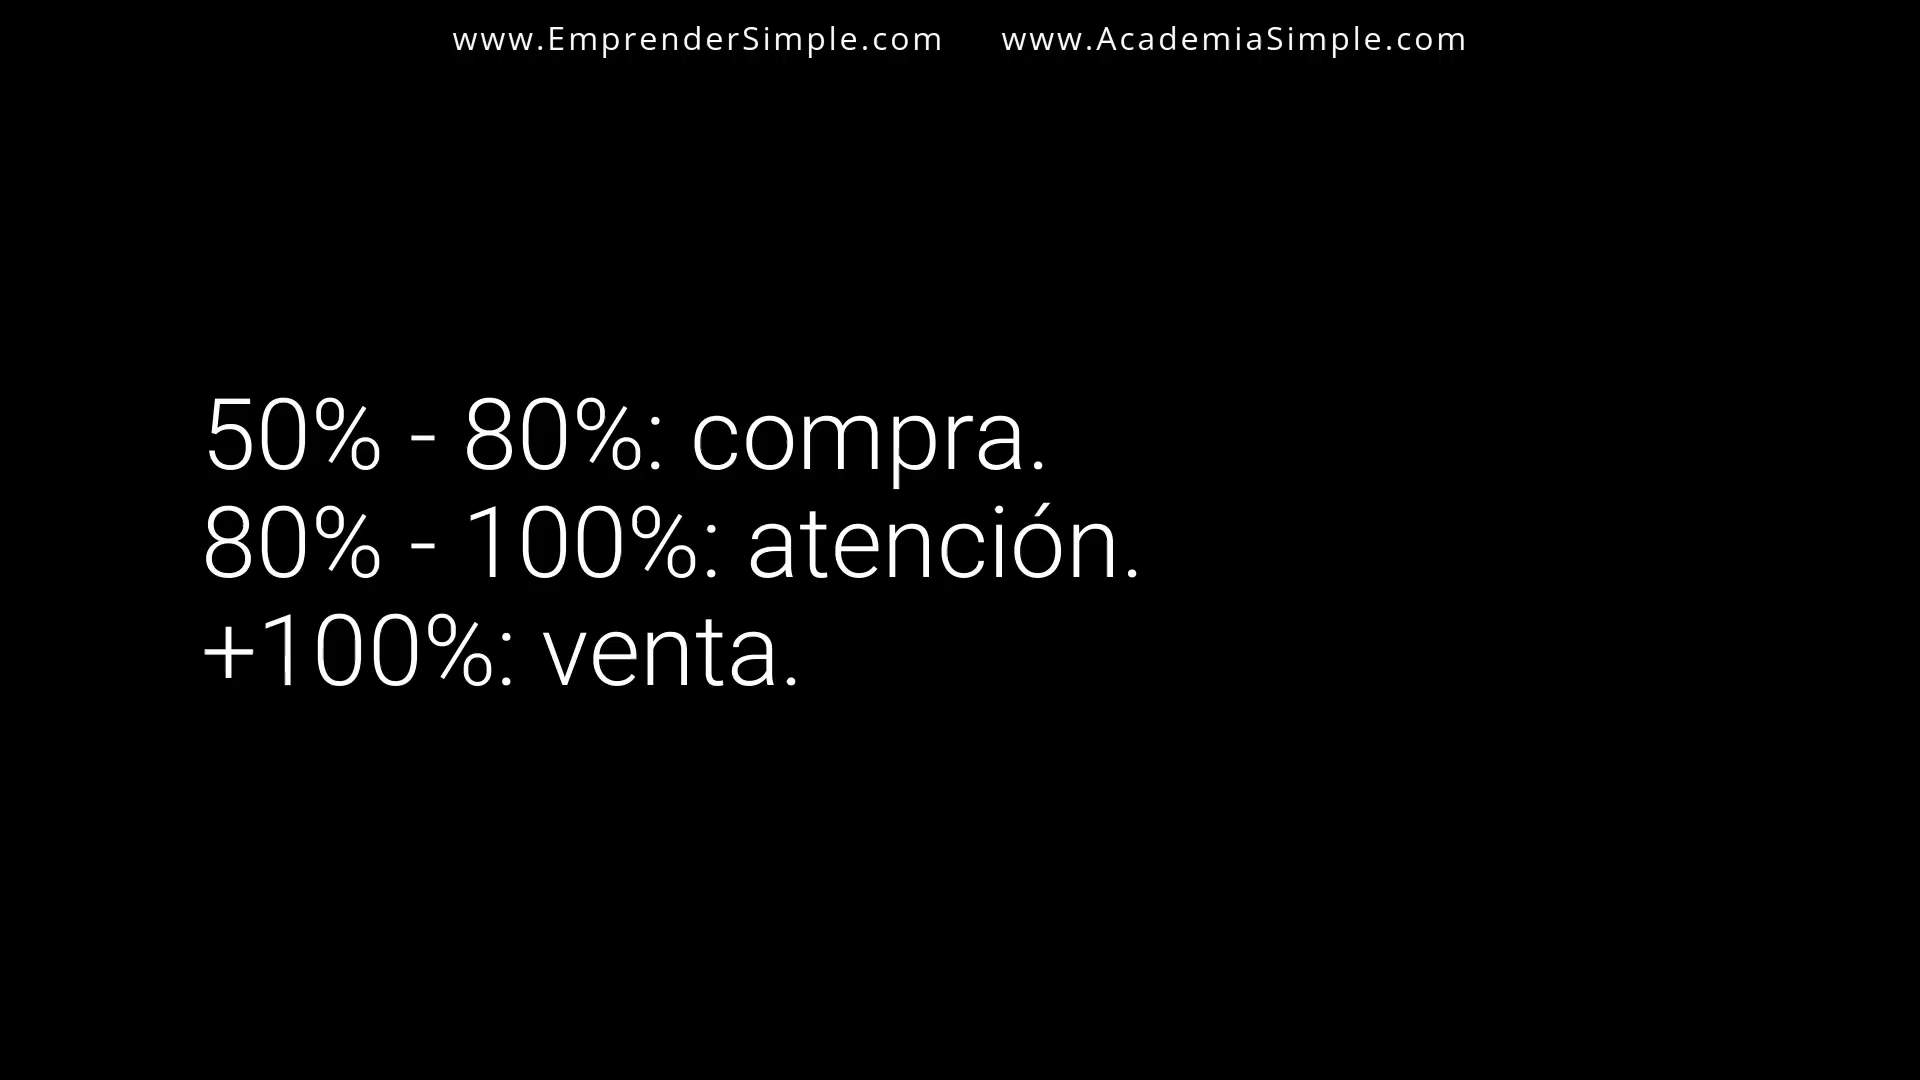 www.EmprenderSimple.com www.AcademiaSimple.com
50% - 80%: compra.
80% - 100%: atención.
+100%: venta.